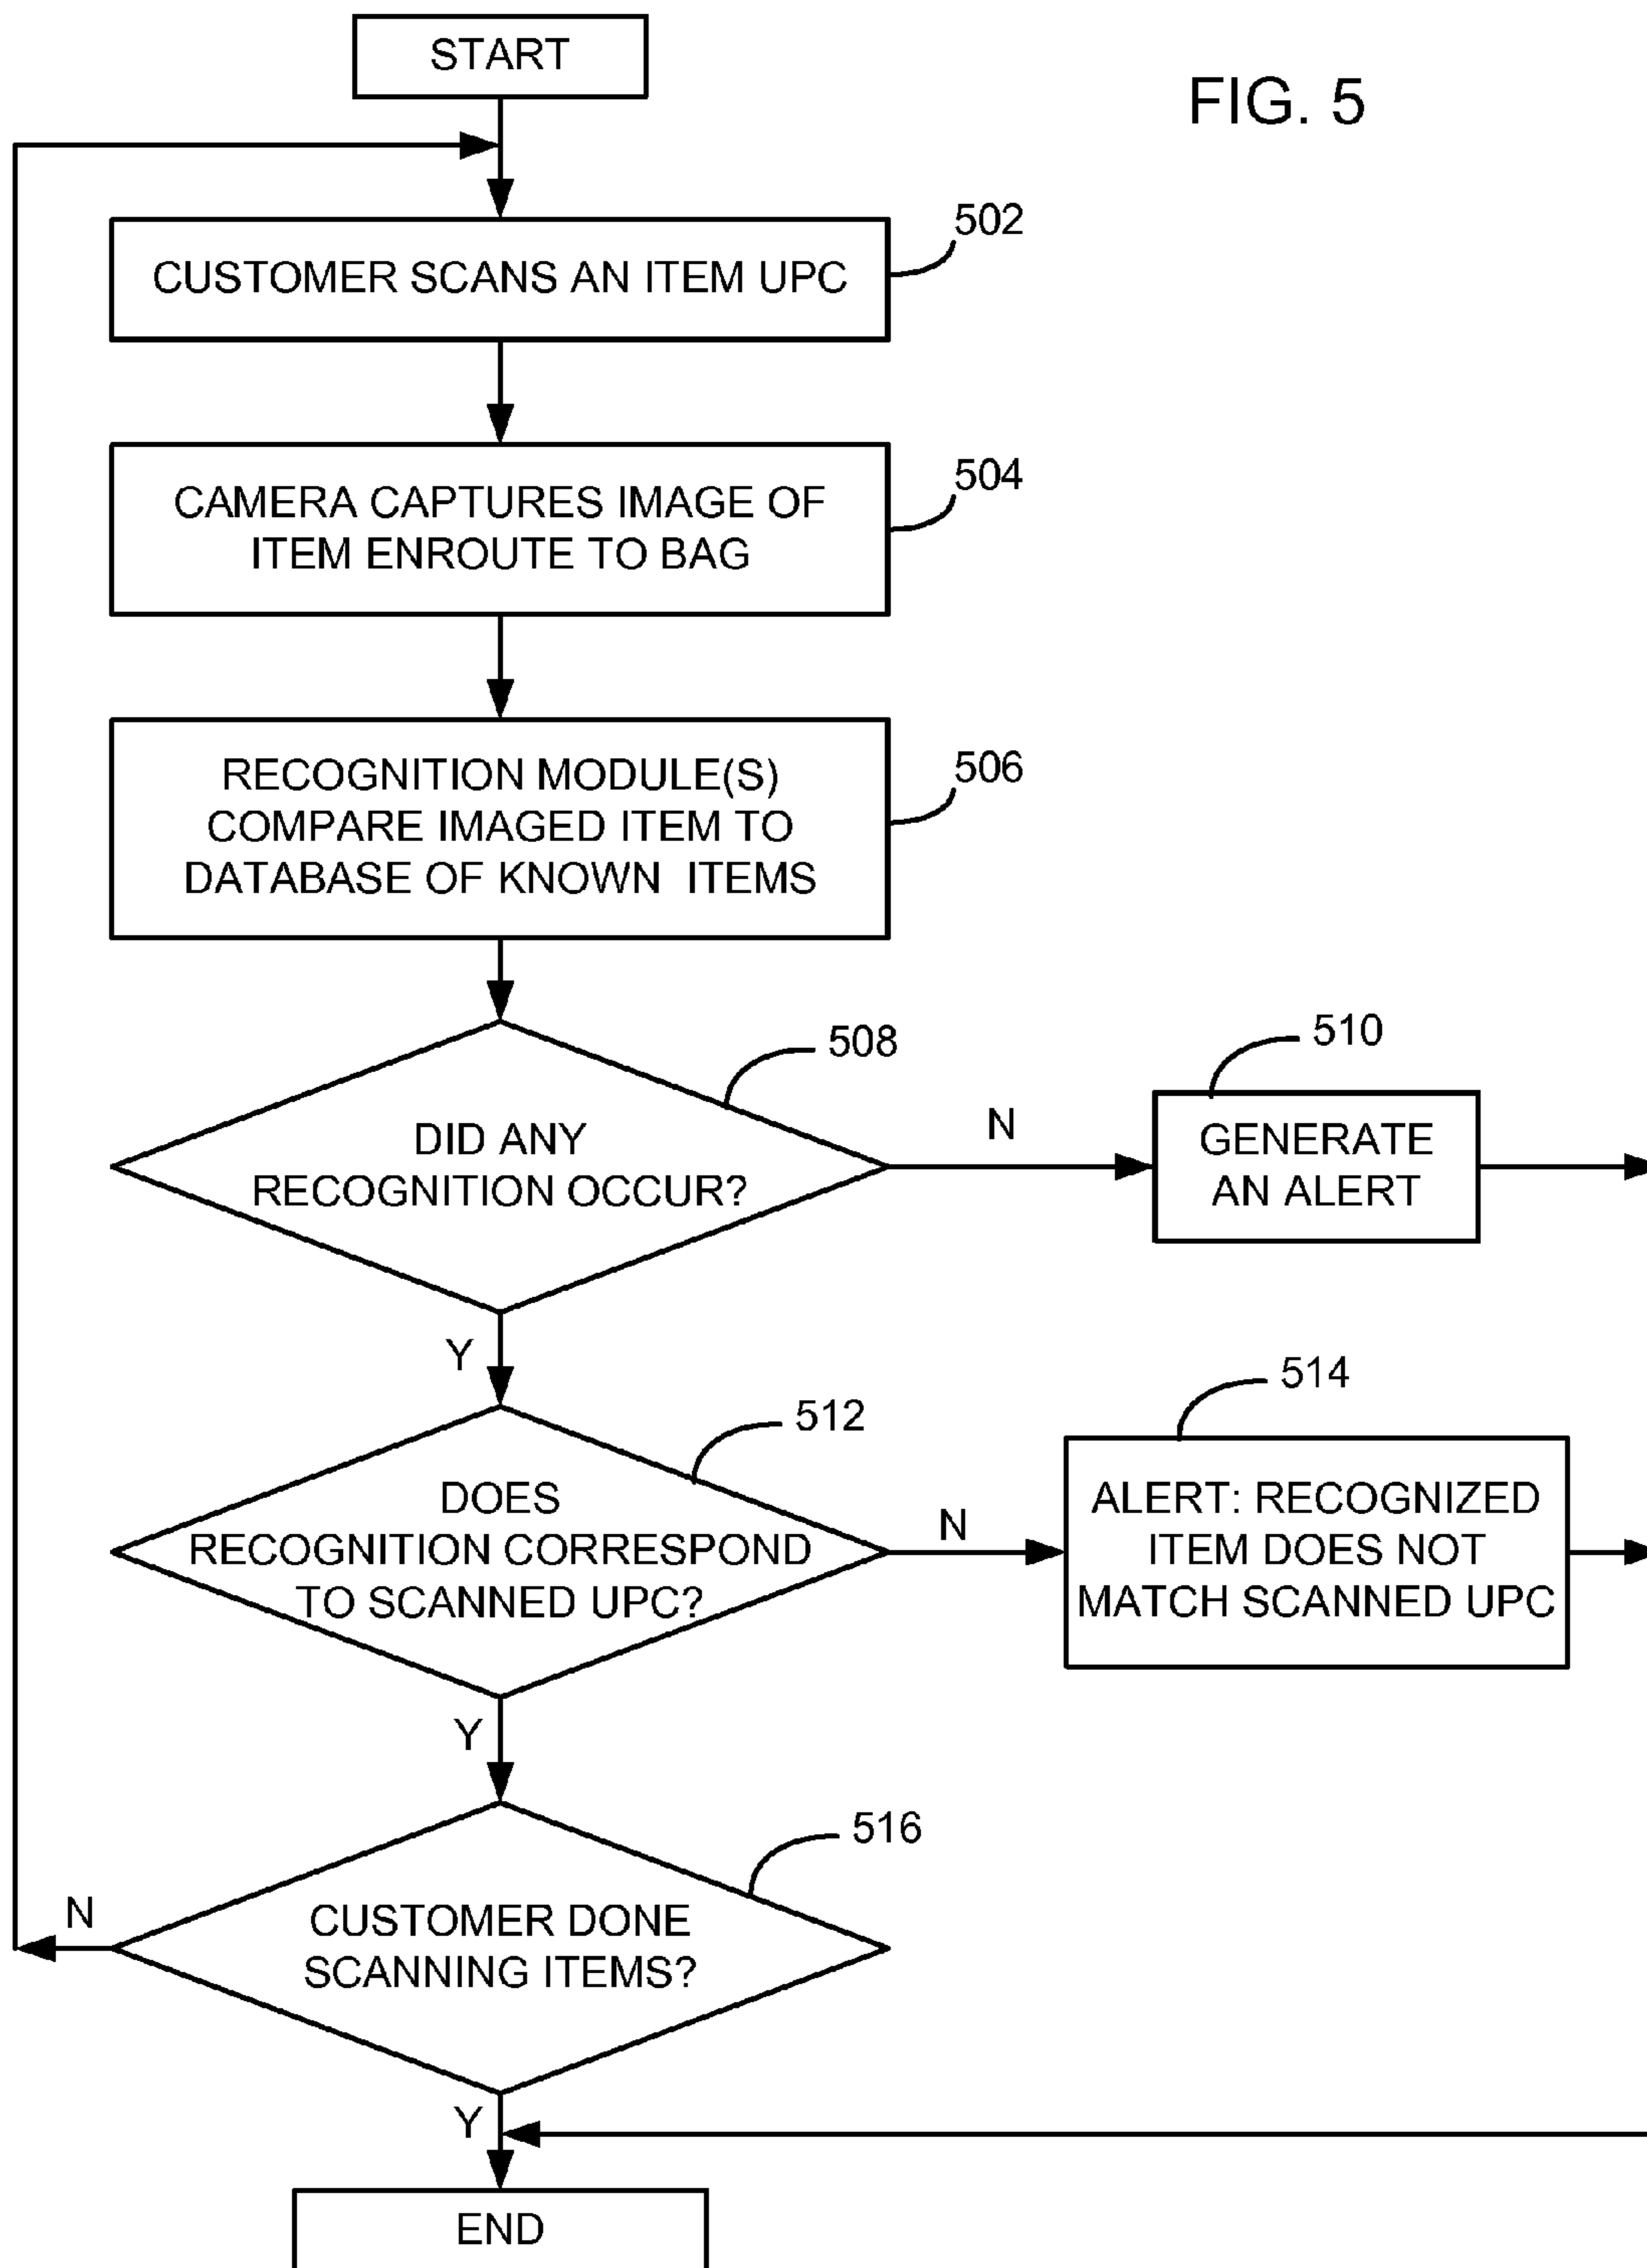 START
FIG. 5
502
CUSTOMER SCANS AN ITEM UPC
504
CAMERA CAPTURES IMAGE OF
ITEM ENROUTE TO BAG
506
RECOGNITION MODULE(S)
COMPARE IMAGED ITEM TO
DATABASE OF KNOWN ITEMS
508
DID ANY
RECOGNITION OCCUR?
N
510
GENERATE
AN ALERT
Y
512
DOES
RECOGNITION CORRESPOND
TO SCANNED UPC?
N
514
ALERT: RECOGNIZED
ITEM DOES NOT
MATCH SCANNED UPC
Y
516
CUSTOMER DONE
SCANNING ITEMS?
N
Y
END